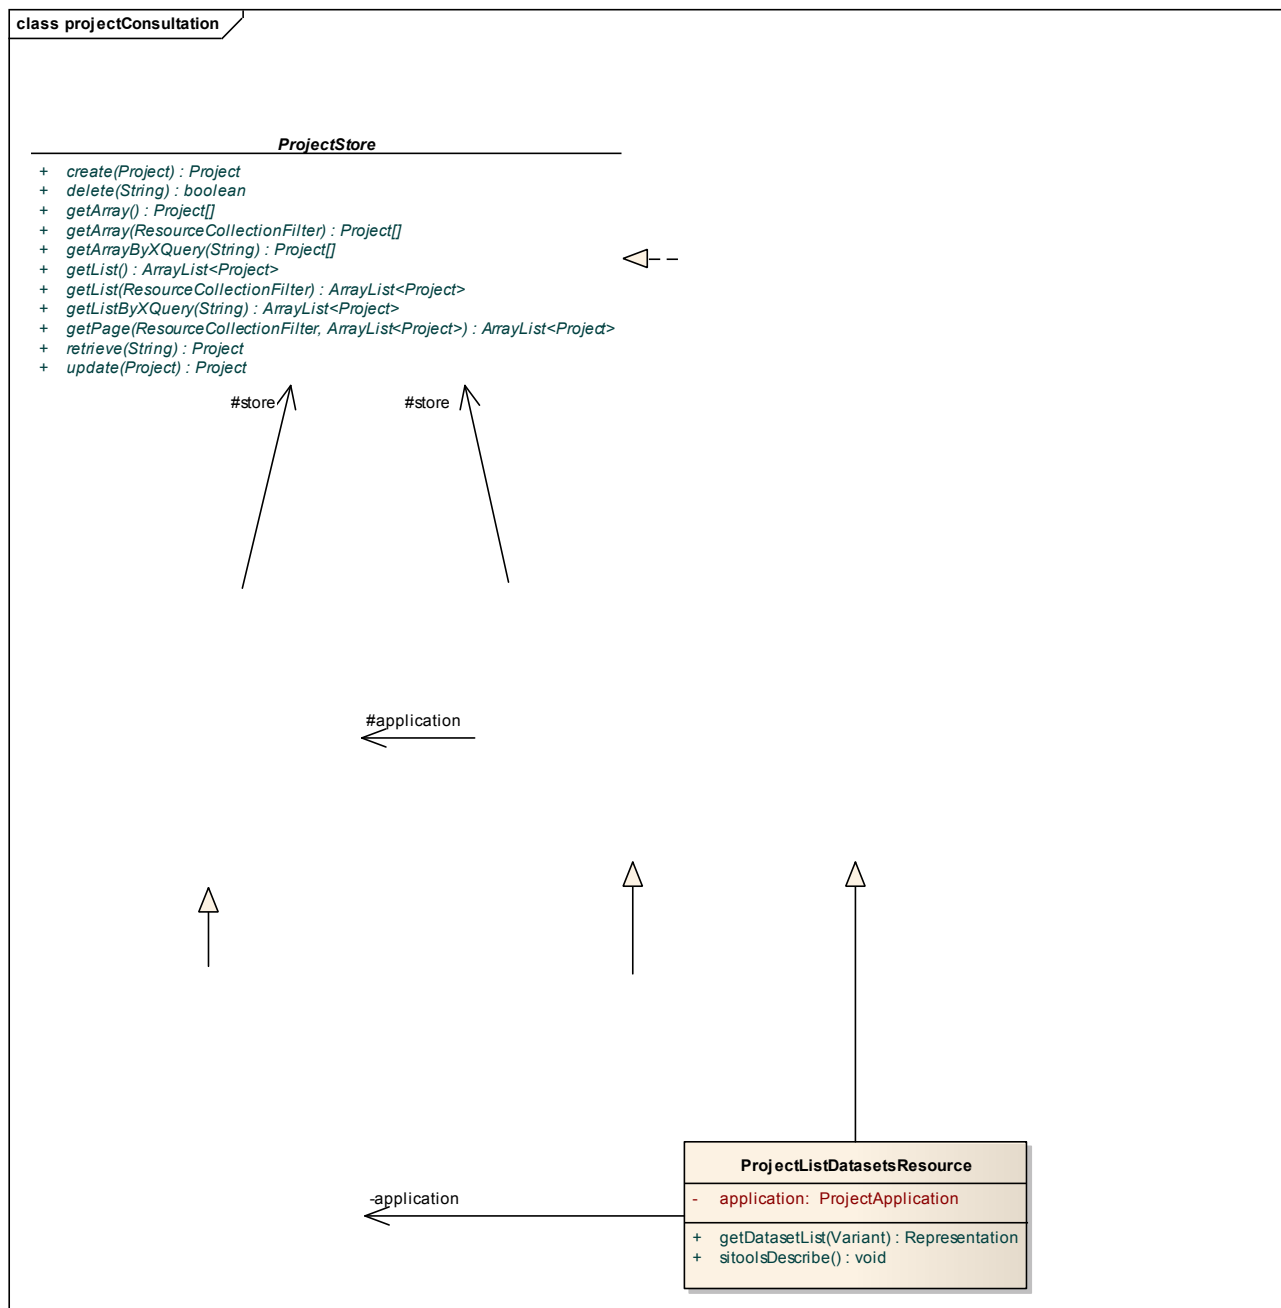 class projectConsultation
ProjectStore
+ create(Project) : Project
+ delete(String) : boolean
+ getArray() : Project[]
+ getArray(ResourceCollectionFilter) : Project[]
+ getArrayByXQuery(String) : Project[]
+ getList() : ArrayList<Project>
+ getList(ResourceCollectionFilter) : ArrayList<Project>
+ getListByXQuery(String) : ArrayList<Project>
+ getPage(ResourceCollectionFilter, ArrayList<Project>) : ArrayList<Project>
+ retrieve(String) : Project
+ update(Project) : Project
#store #store
#application
ProjectListDatasetsResource
-application
- application: ProjectApplication
+ getDatasetList(Variant) : Representation
+ sitoolsDescribe() : void